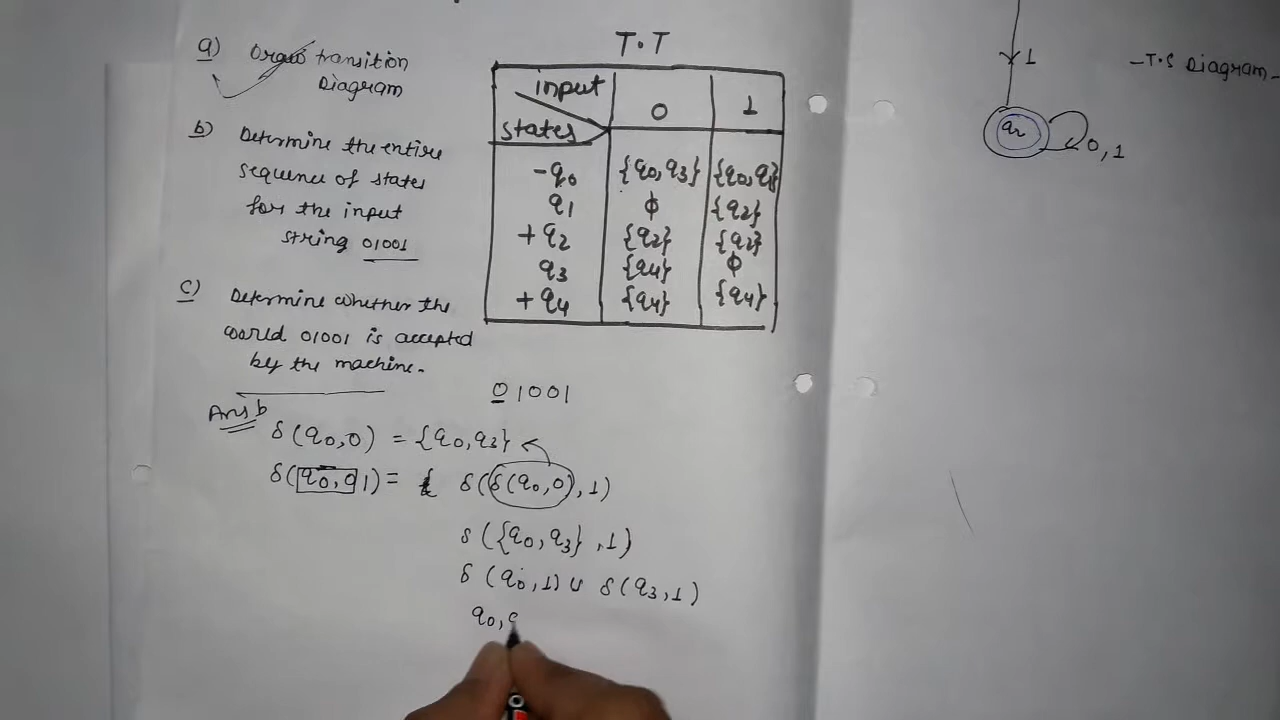 a) Draw transition
Diagram
b) Determine the entire
sequence of states
for the input
string 01001
c) Determine whether the
world 01001 is accepted
by the machine.
T.T
input
states
0
1
-q0 {q0,q3} {q0,q1}
q1 ϕ {q2}
+q2 {q2} {q2}
q3 {q4} ϕ
+q4 {q4} {q4}
1
-T.S Diagram-
q2
0,1
01001
Ans b
δ(q0,0) = {q0,q3}
δ(q0,01) = δ(δ(q0,0),1)
δ({q0,q3},1)
δ(q0,1) ∪ δ(q3,1)
q0,q